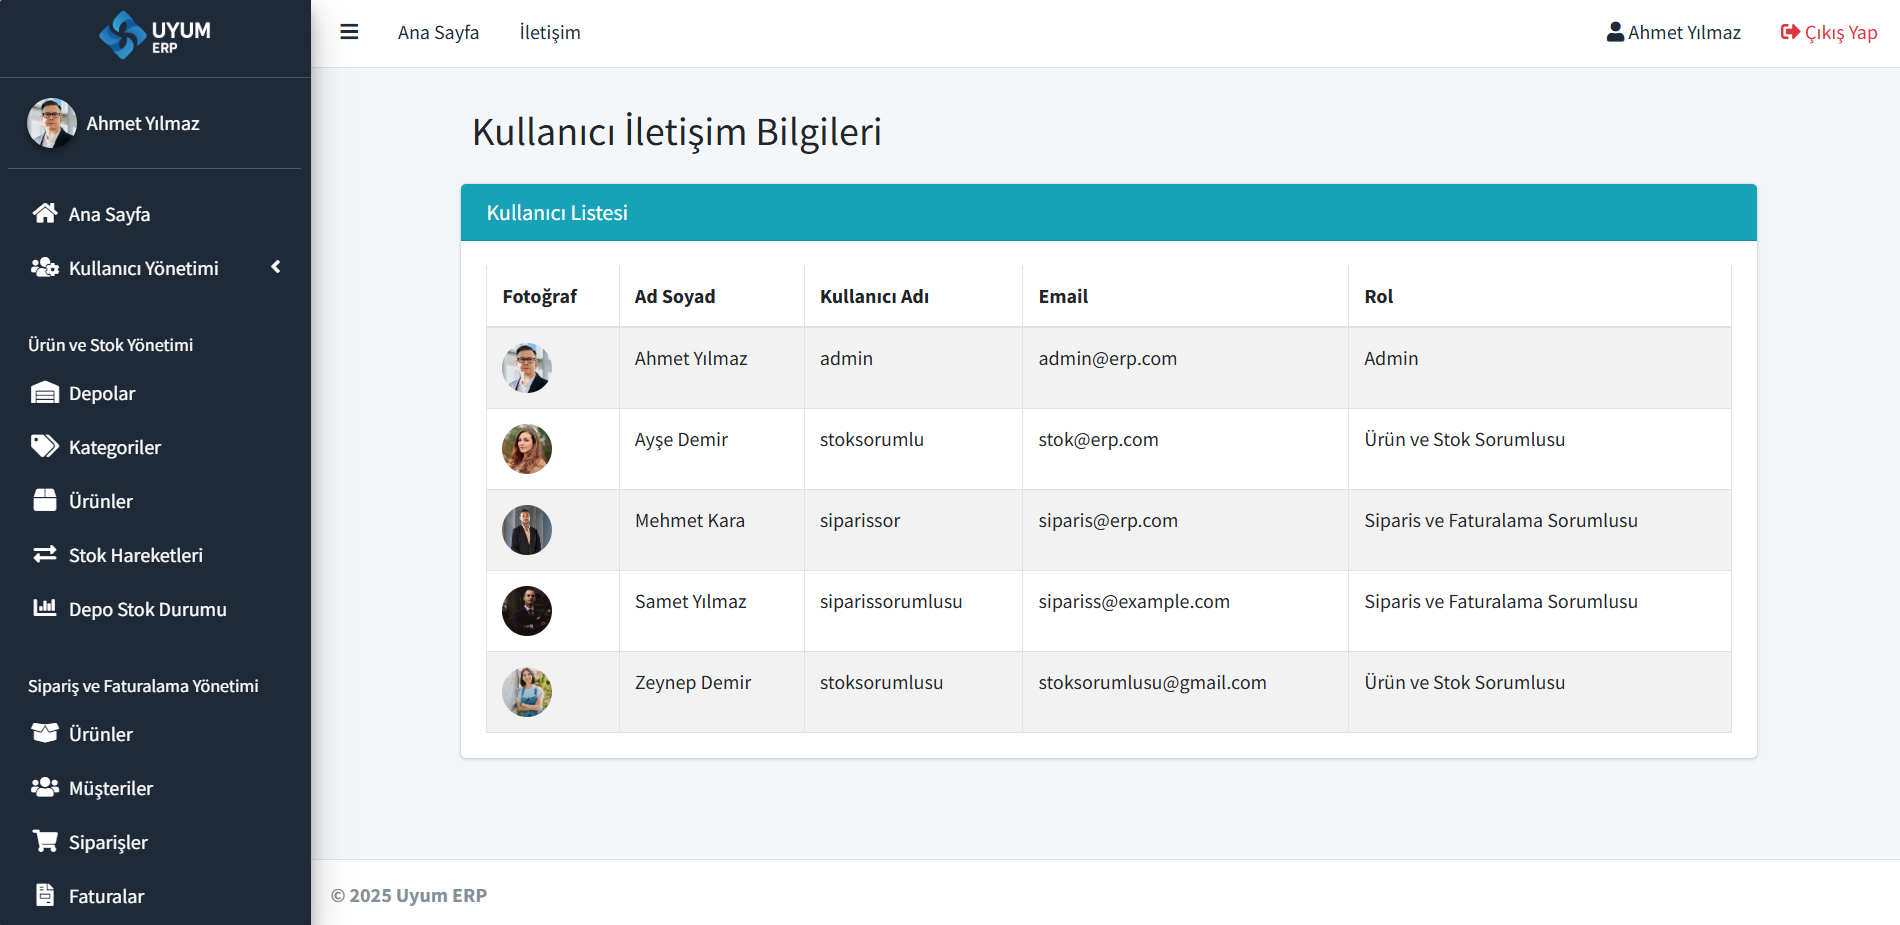 UYUM
ERP
Ahmet Yılmaz
Ana Sayfa
Kullanıcı Yönetimi
Ürün ve Stok Yönetimi
Depolar
Kategoriler
Ürünler
Stok Hareketleri
Depo Stok Durumu
Sipariş ve Faturalama Yönetimi
Ürünler
Müşteriler
Siparişler
Faturalar
Ana Sayfa İletişim Ahmet Yılmaz Çıkış Yap
Kullanıcı İletişim Bilgileri
Kullanıcı Listesi
Fotoğraf Ad Soyad Kullanıcı Adı Email Rol
Ahmet Yılmaz admin admin@erp.com Admin
Ayşe Demir stoksorumlu stok@erp.com Ürün ve Stok Sorumlusu
Mehmet Kara siparissor siparis@erp.com Siparis ve Faturalama Sorumlusu
Samet Yılmaz siparissorumlusu sipariss@example.com Siparis ve Faturalama Sorumlusu
Zeynep Demir stoksorumlusu stoksorumlusu@gmail.com Ürün ve Stok Sorumlusu
© 2025 Uyum ERP